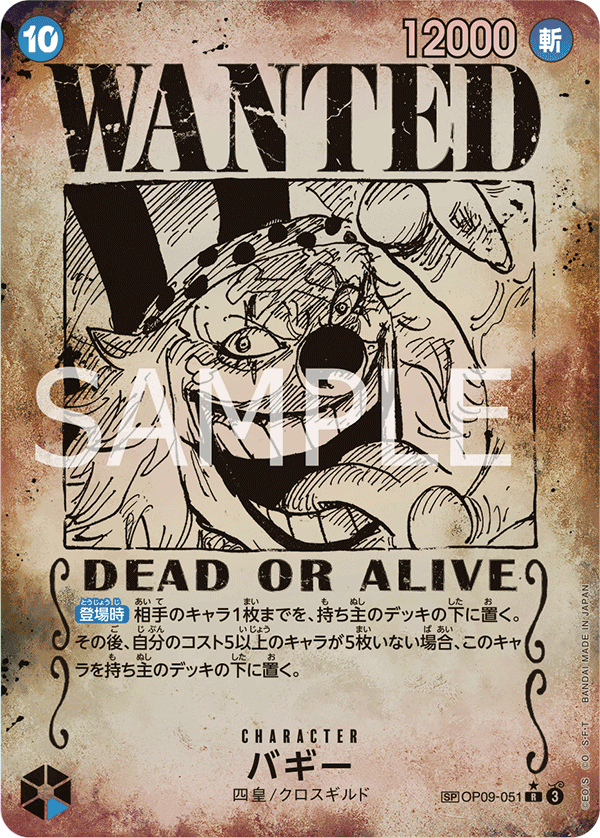 10
12000
斬
WANTED
SAMPLE
DEAD OR ALIVE
登場時 相手のキャラ1枚までを、持ち主のデッキの下に置く。
その後、自分のコスト5以上のキャラが5枚いない場合、このキャ
ラを持ち主のデッキの下に置く。
CHARACTER
バギー
四皇/クロスギルド
SP OP09-051 R 3
BANDAI MADE IN JAPAN